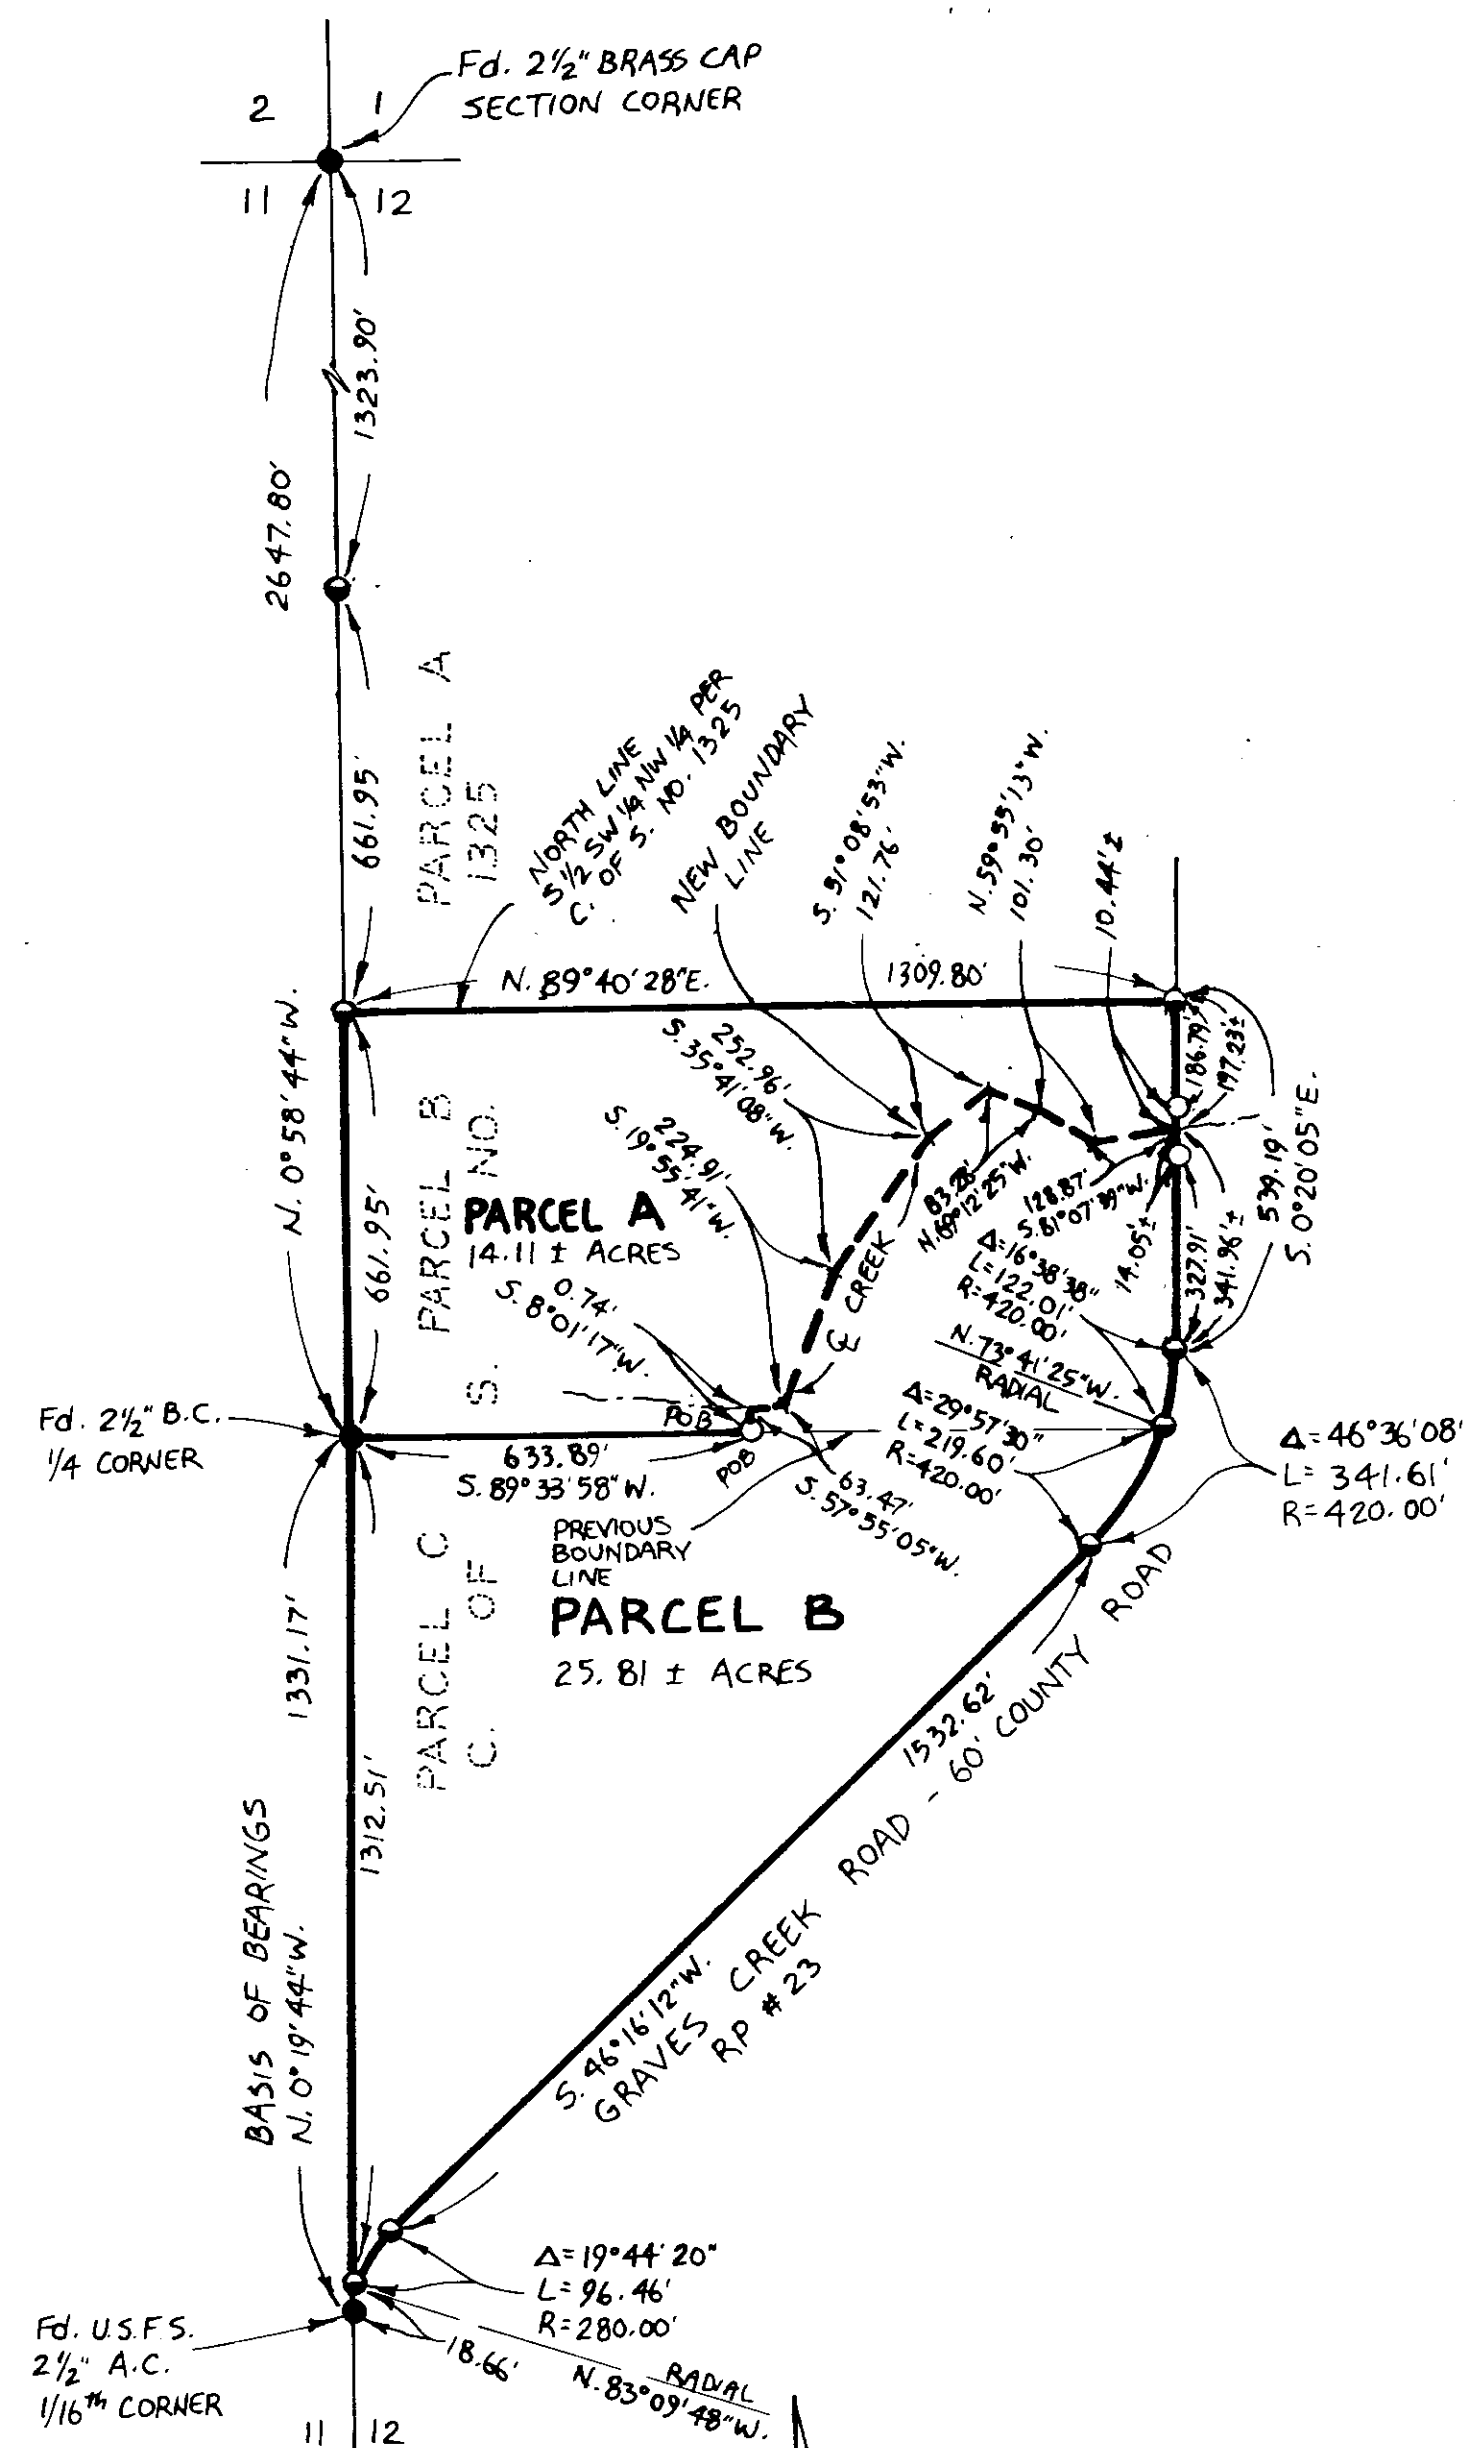 Fd. 2½" BRASS CAP
SECTION CORNER
2 1
11 12
1323.90'
2647.80'
661.95'
PARCEL A
1325
NORTH LINE
S ½ SW ¼ NW ¼ PER
C. OF S. NO. 1325
NEW BOUNDARY
LINE
S. 51°08'53"W.
121.76'
N. 59°55'13"W.
101.30'
10.44'±
N. 89°40'28"E.
1309.80'
186.79'
197.23'±
539.19'
S. 0°20'05"E.
N. 0°58'44"W.
661.95'
PARCEL B
S. NO.
252.96'
S. 35°41'08"W.
224.91'
S. 19°55'41"W.
PARCEL A
14.11 ± ACRES
0.74'
S. 8°01'17"W.
83.28'
N. 69°12'25"W.
128.87'
S. 81°07'39"W.
14.05'±
327.91'
341.96'±
℄ CREEK
Δ=16°38'38"
L=122.01'
R=420.00'
N. 73°41'25"W.
RADIAL
Δ=29°57'30"
L=219.60'
R=420.00'
Δ=46°36'08"
L=341.61'
R=420.00'
Fd. 2½" B.C.
1/4 CORNER
POB
POB
633.89'
S. 89°33'58"W.
63.47'
S. 57°55'05"W.
PREVIOUS
BOUNDARY
LINE
PARCEL B
25.81 ± ACRES
PARCEL C
C. OF
1331.17'
1312.51'
BASIS OF BEARINGS
N. 0°19'44"W.
1532.62'
S. 46°16'12"W.
GRAVES CREEK ROAD - 60' COUNTY ROAD
RP # 23
Δ=19°44'20"
L=96.46'
R=280.00'
18.66'
RADIAL
N. 83°09'48"W.
Fd. U.S.F.S.
2½" A.C.
1/16th CORNER
11 12